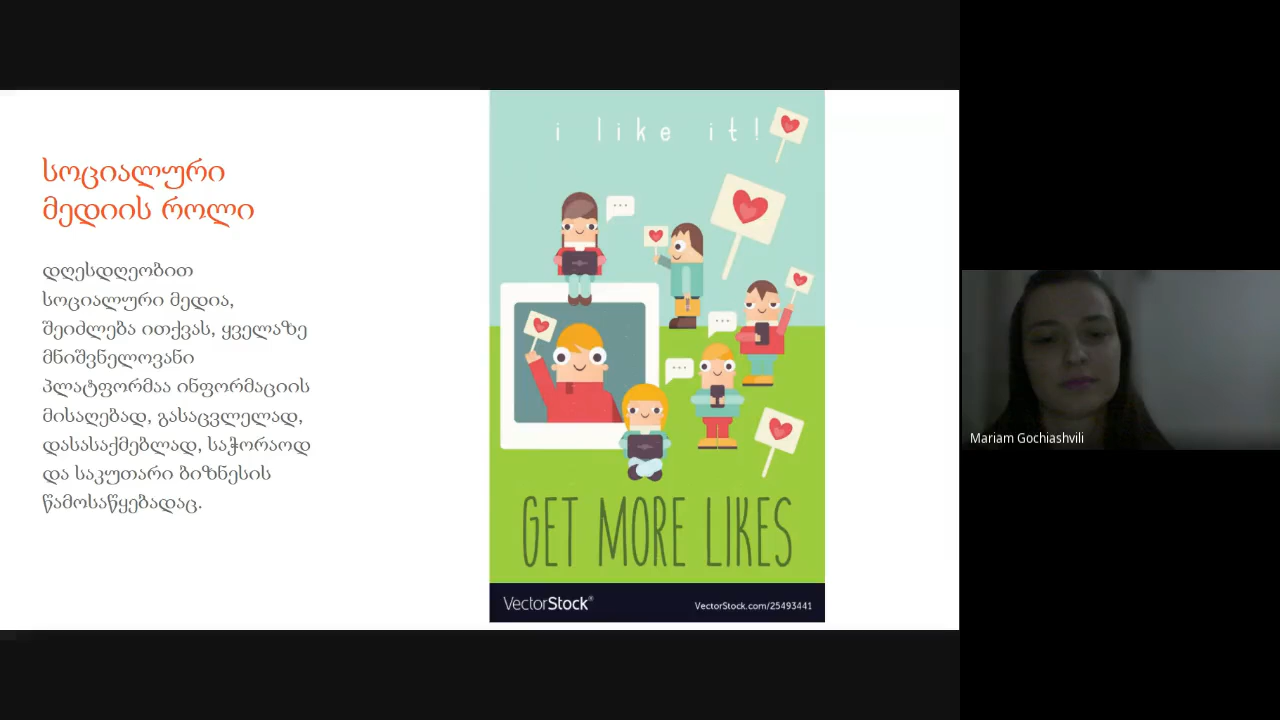 სოციალური
მედიის როლი
დღესდღეობით
სოციალური მედია,
შეიძლება ითქვას, ყველაზე
მნიშვნელოვანი
პლატფორმაა ინფორმაციის
მისაღებად, გასაცვლელად,
დასასაქმებლად, საჭორაოდ
და საკუთარი ბიზნესის
წამოსაწყებადაც.
i like it!
GET MORE LIKES
VectorStock®
VectorStock.com/25493441
Mariam Gochiashvili